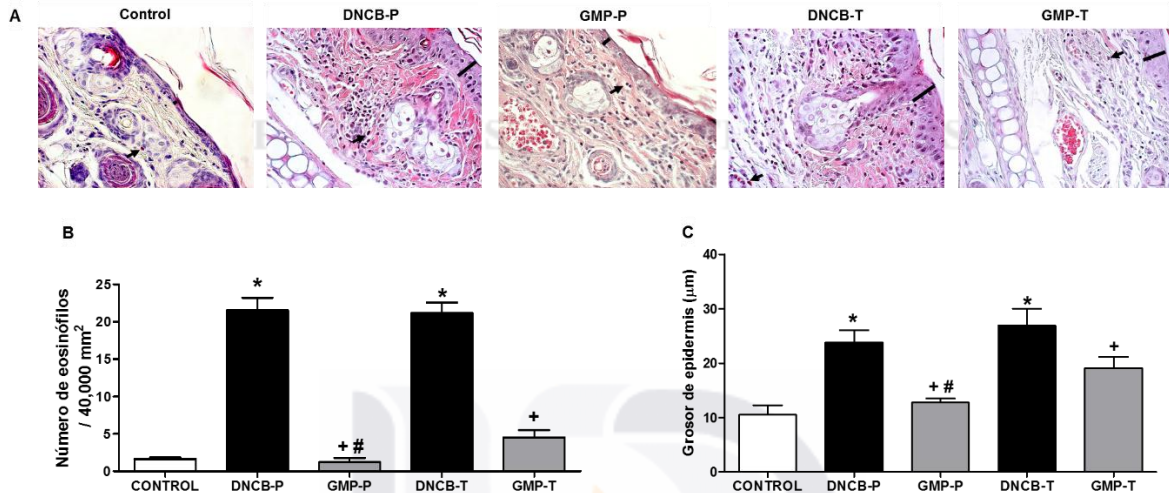 A
Control DNCB-P GMP-P DNCB-T GMP-T
B
Número de eosinófilos
/ 40,000 mm²
25
20
15
10
5
0
* + # * +
CONTROL DNCB-P GMP-P DNCB-T GMP-T
C
Grosor de epidermis (µm)
40
30
20
10
0
* + # * +
CONTROL DNCB-P GMP-P DNCB-T GMP-T